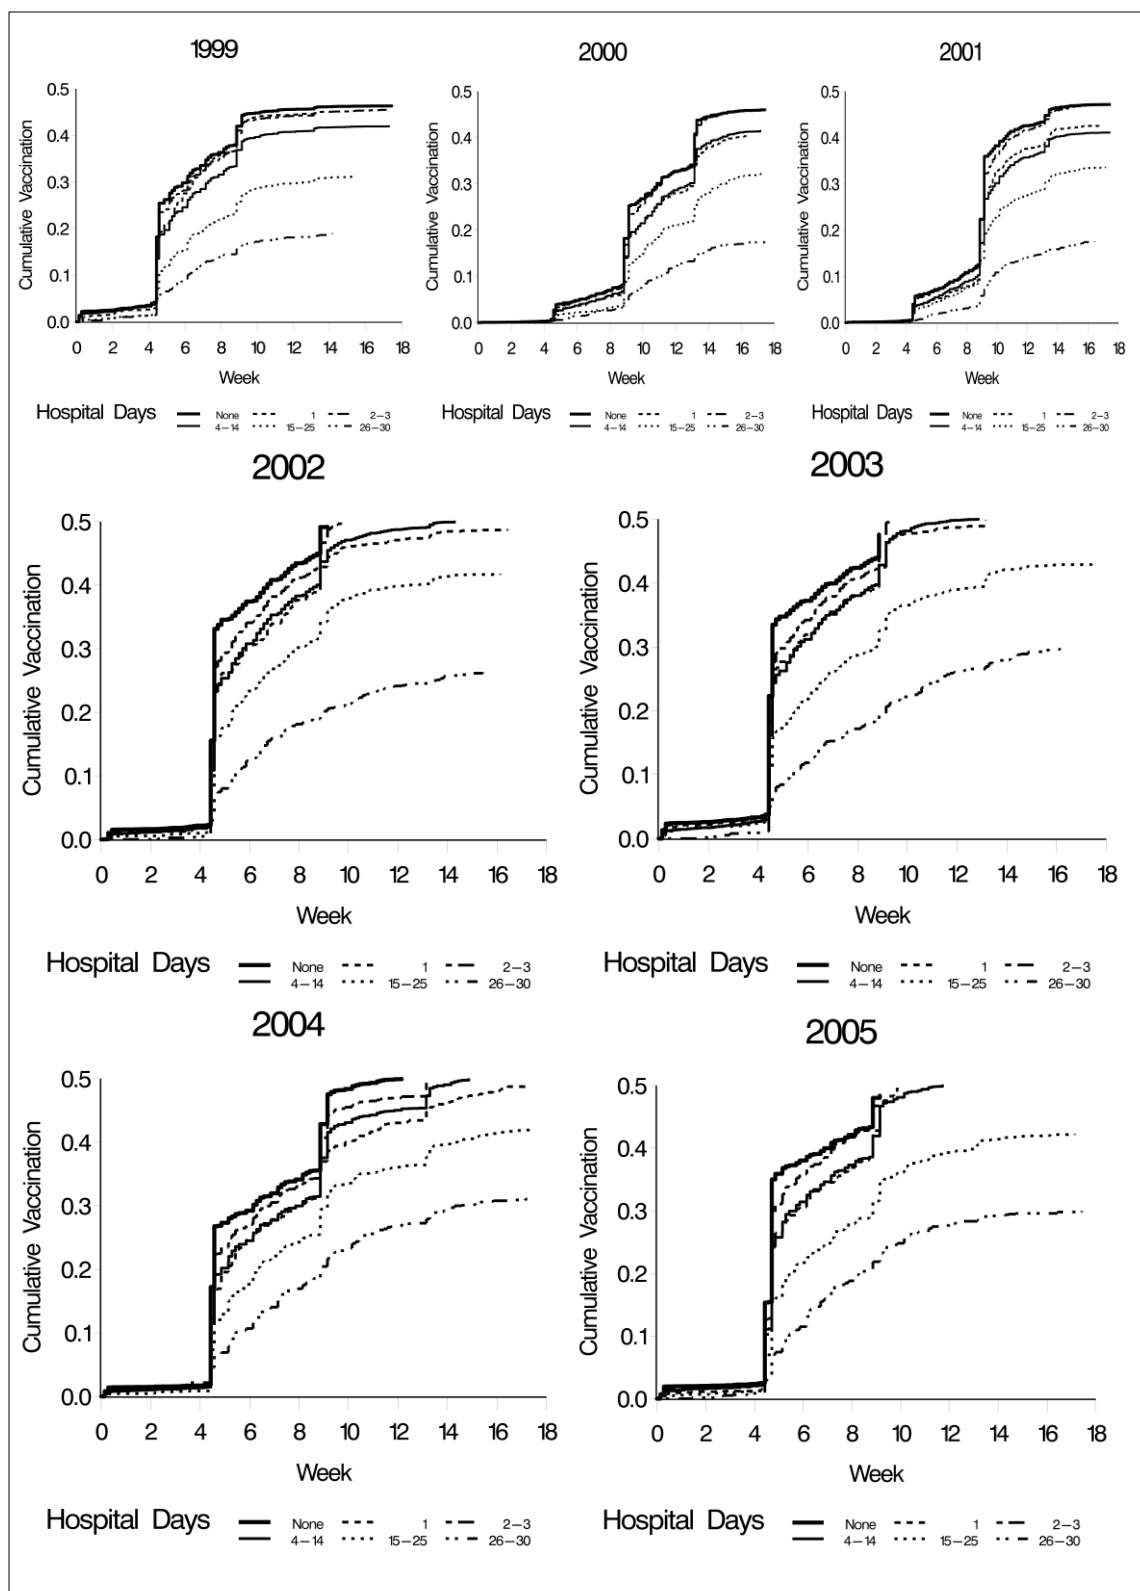 1999
2000
2001
0.5
0.4
0.3
0.2
0.1
0.0
Cumulative Vaccination
0 2 4 6 8 10 12 14 16 18
Week
Hospital Days None 1 2–3
4–14 15–25 26–30
0.5
0.4
0.3
0.2
0.1
0.0
Cumulative Vaccination
0 2 4 6 8 10 12 14 16 18
Week
Hospital Days None 1 2–3
4–14 15–25 26–30
0.5
0.4
0.3
0.2
0.1
0.0
Cumulative Vaccination
0 2 4 6 8 10 12 14 16 18
Week
Hospital Days None 1 2–3
4–14 15–25 26–30
2002
0.5
0.4
0.3
0.2
0.1
0.0
Cumulative Vaccination
0 2 4 6 8 10 12 14 16 18
Week
Hospital Days None 1 2–3
4–14 15–25 26–30
2003
0.5
0.4
0.3
0.2
0.1
0.0
Cumulative Vaccination
0 2 4 6 8 10 12 14 16 18
Week
Hospital Days None 1 2–3
4–14 15–25 26–30
2004
0.5
0.4
0.3
0.2
0.1
0.0
Cumulative Vaccination
0 2 4 6 8 10 12 14 16 18
Week
Hospital Days None 1 2–3
4–14 15–25 26–30
2005
0.5
0.4
0.3
0.2
0.1
0.0
Cumulative Vaccination
0 2 4 6 8 10 12 14 16 18
Week
Hospital Days None 1 2–3
4–14 15–25 26–30